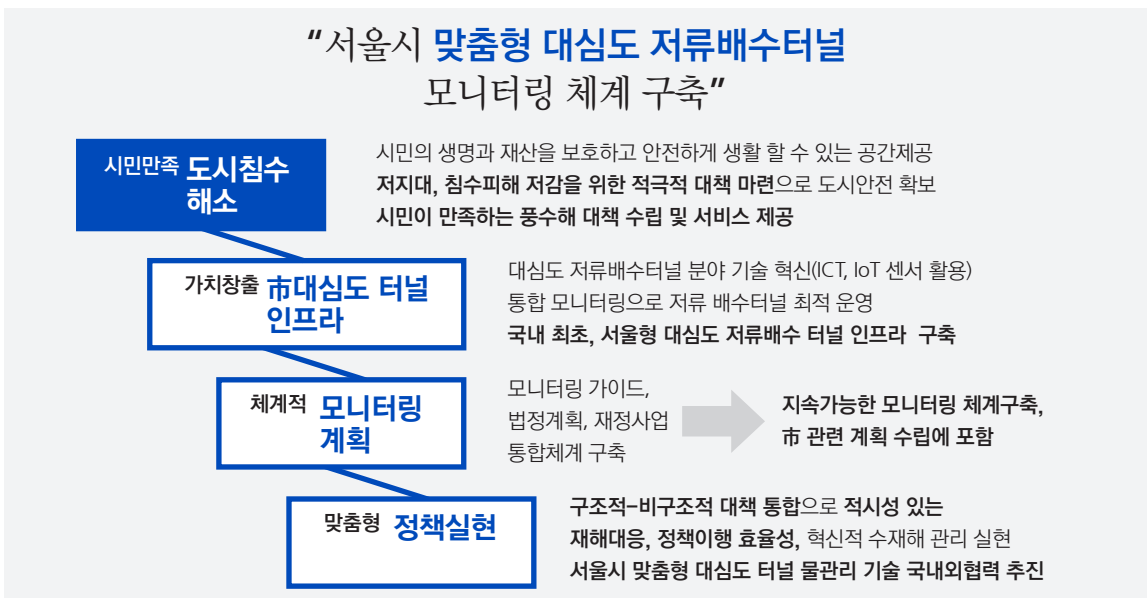 "서울시 맞춤형 대심도 저류배수터널
모니터링 체계 구축"
시민만족 도시침수
해소
시민의 생명과 재산을 보호하고 안전하게 생활 할 수 있는 공간제공
저지대, 침수피해 저감을 위한 적극적 대책 마련으로 도시안전 확보
시민이 만족하는 풍수해 대책 수립 및 서비스 제공
가치창출 市대심도 터널
인프라
대심도 저류배수터널 분야 기술 혁신(ICT, IoT 센서 활용)
통합 모니터링으로 저류 배수터널 최적 운영
국내 최초, 서울형 대심도 저류배수 터널 인프라 구축
체계적 모니터링
계획
모니터링 가이드,
법정계획, 재정사업
통합체계 구축
지속가능한 모니터링 체계구축,
市 관련 계획 수립에 포함
맞춤형 정책실현
구조적-비구조적 대책 통합으로 적시성 있는
재해대응, 정책이행 효율성, 혁신적 수재해 관리 실현
서울시 맞춤형 대심도 터널 물관리 기술 국내외협력 추진